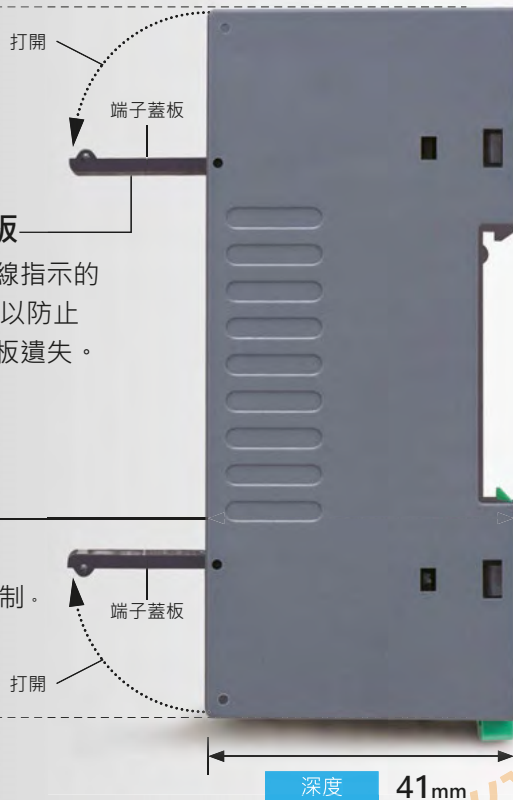 打開
端子蓋板
板
線指示的
以防止
板遺失。
制。
端子蓋板
打開
深度 41mm